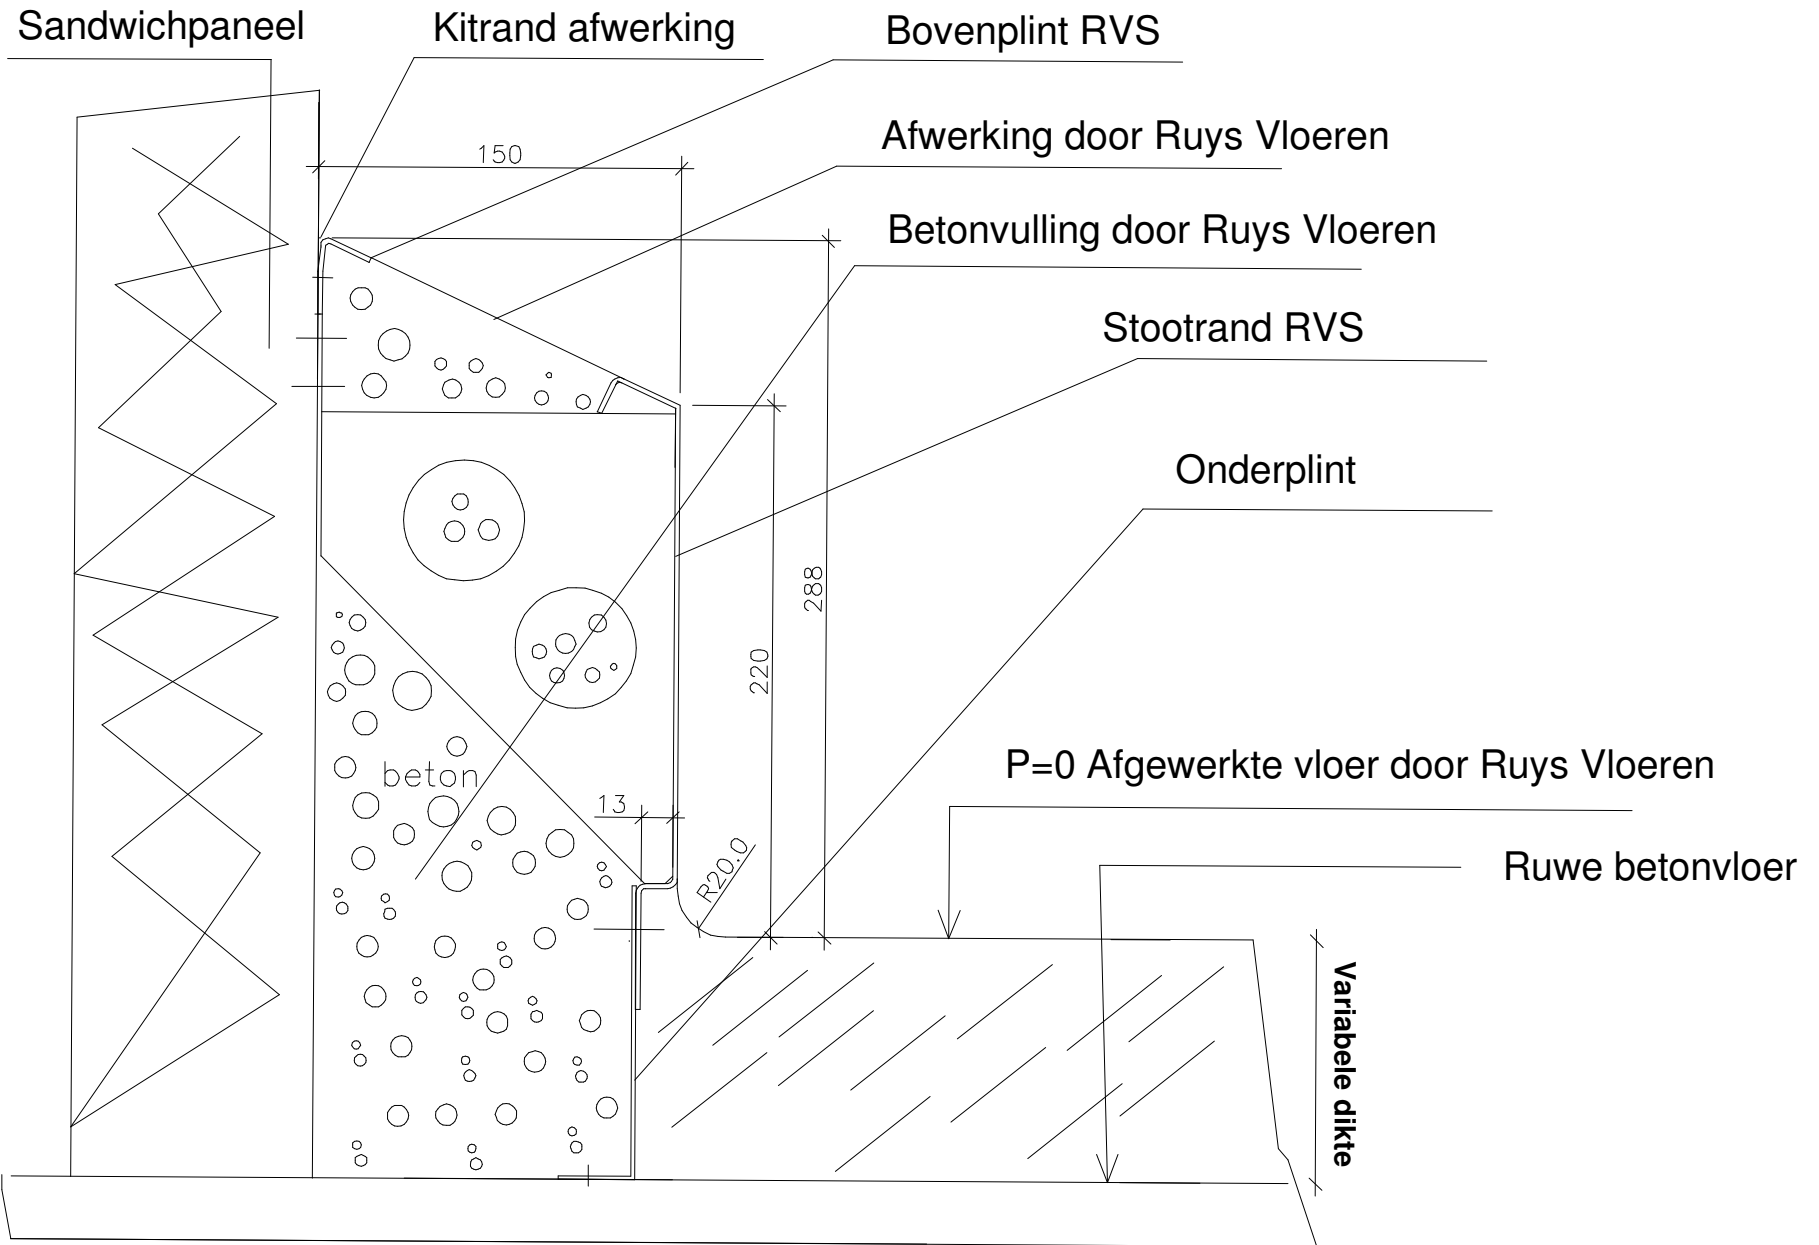 Sandwichpaneel
Kitrand afwerking
Bovenplint RVS
Afwerking door Ruys Vloeren
150
Betonvulling door Ruys Vloeren
Stootrand RVS
Onderplint
288
220
P=0 Afgewerkte vloer door Ruys Vloeren
beton
13
R20.0
Ruwe betonvloer
Variabele dikte